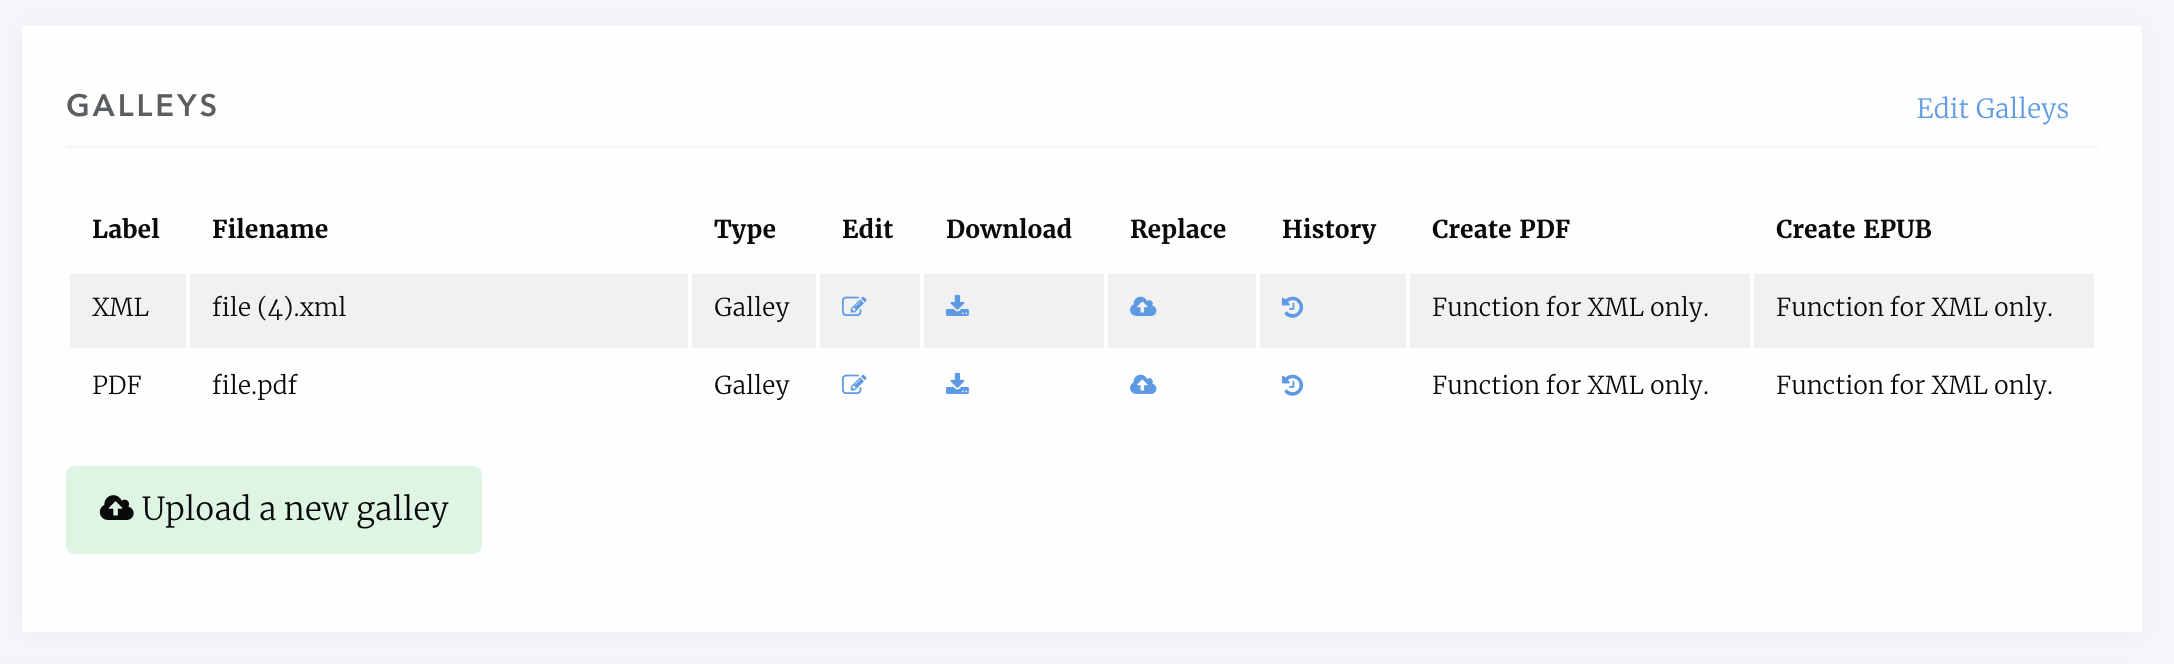 GALLEYS
Edit Galleys
Label Filename Type Edit Download Replace History Create PDF Create EPUB
XML file (4).xml Galley Function for XML only. Function for XML only.
PDF file.pdf Galley Function for XML only. Function for XML only.
Upload a new galley